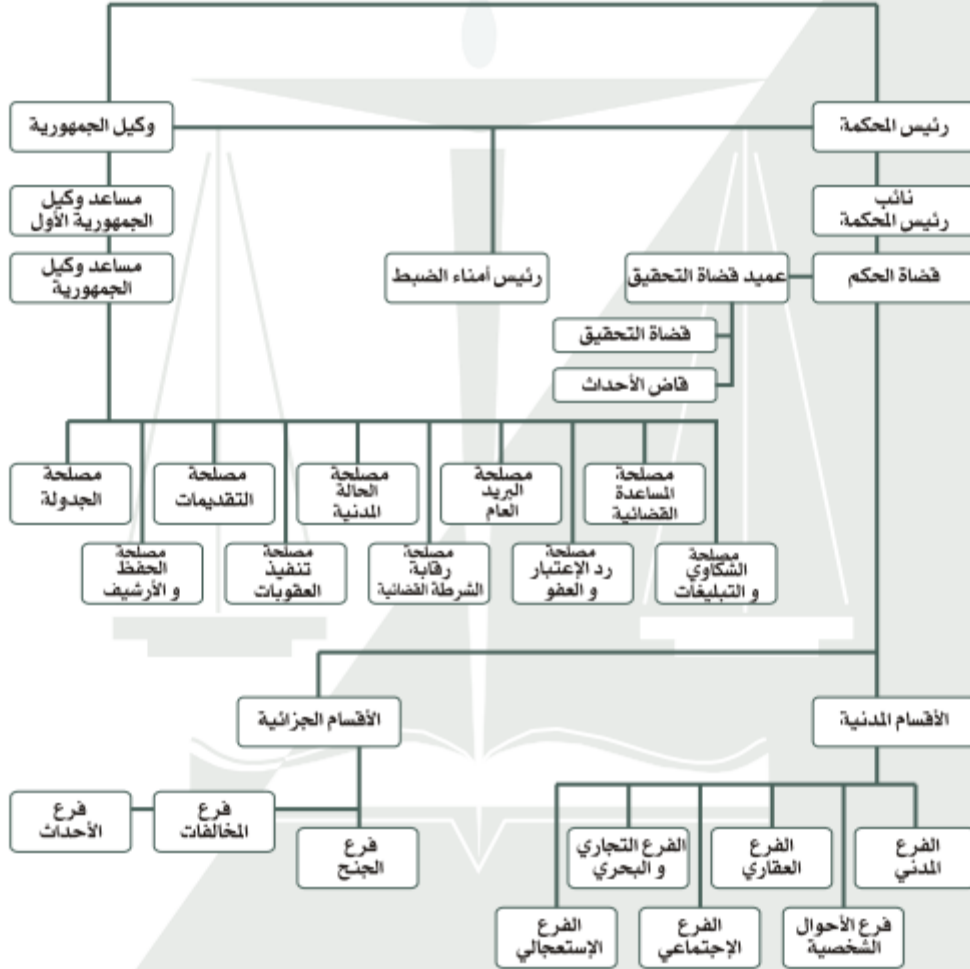 رئيس المحكمة
وكيل الجمهورية
نائب
رئيس المحكمة
مساعد وكيل
الجمهورية الأول
قضاة الحكم
عميد قضاة التحقيق
رئيس أمناء الضبط
مساعد وكيل
الجمهورية
قضاة التحقيق
قاض الأحداث
مصلحة
المساعدة
القضائية
مصلحة
البريد
العام
مصلحة
الحالة
المدنية
مصلحة
التقديمات
مصلحة
الجدولة
مصلحة
الشكاوي
و التبليغات
مصلحة
رد الإعتبار
و العفو
مصلحة
رقابة
الشرطة القضائية
مصلحة
تنفيذ
العقوبات
مصلحة
الحفظ
و الأرشيف
الأقسام المدنية
الأقسام الجزائية
فرع
المخالفات
فرع
الأحداث
فرع
الجنح
الفرع
المدني
الفرع
العقاري
الفرع التجاري
و البحري
فرع الأحوال
الشخصية
الفرع
الإجتماعي
الفرع
الإستعجالي